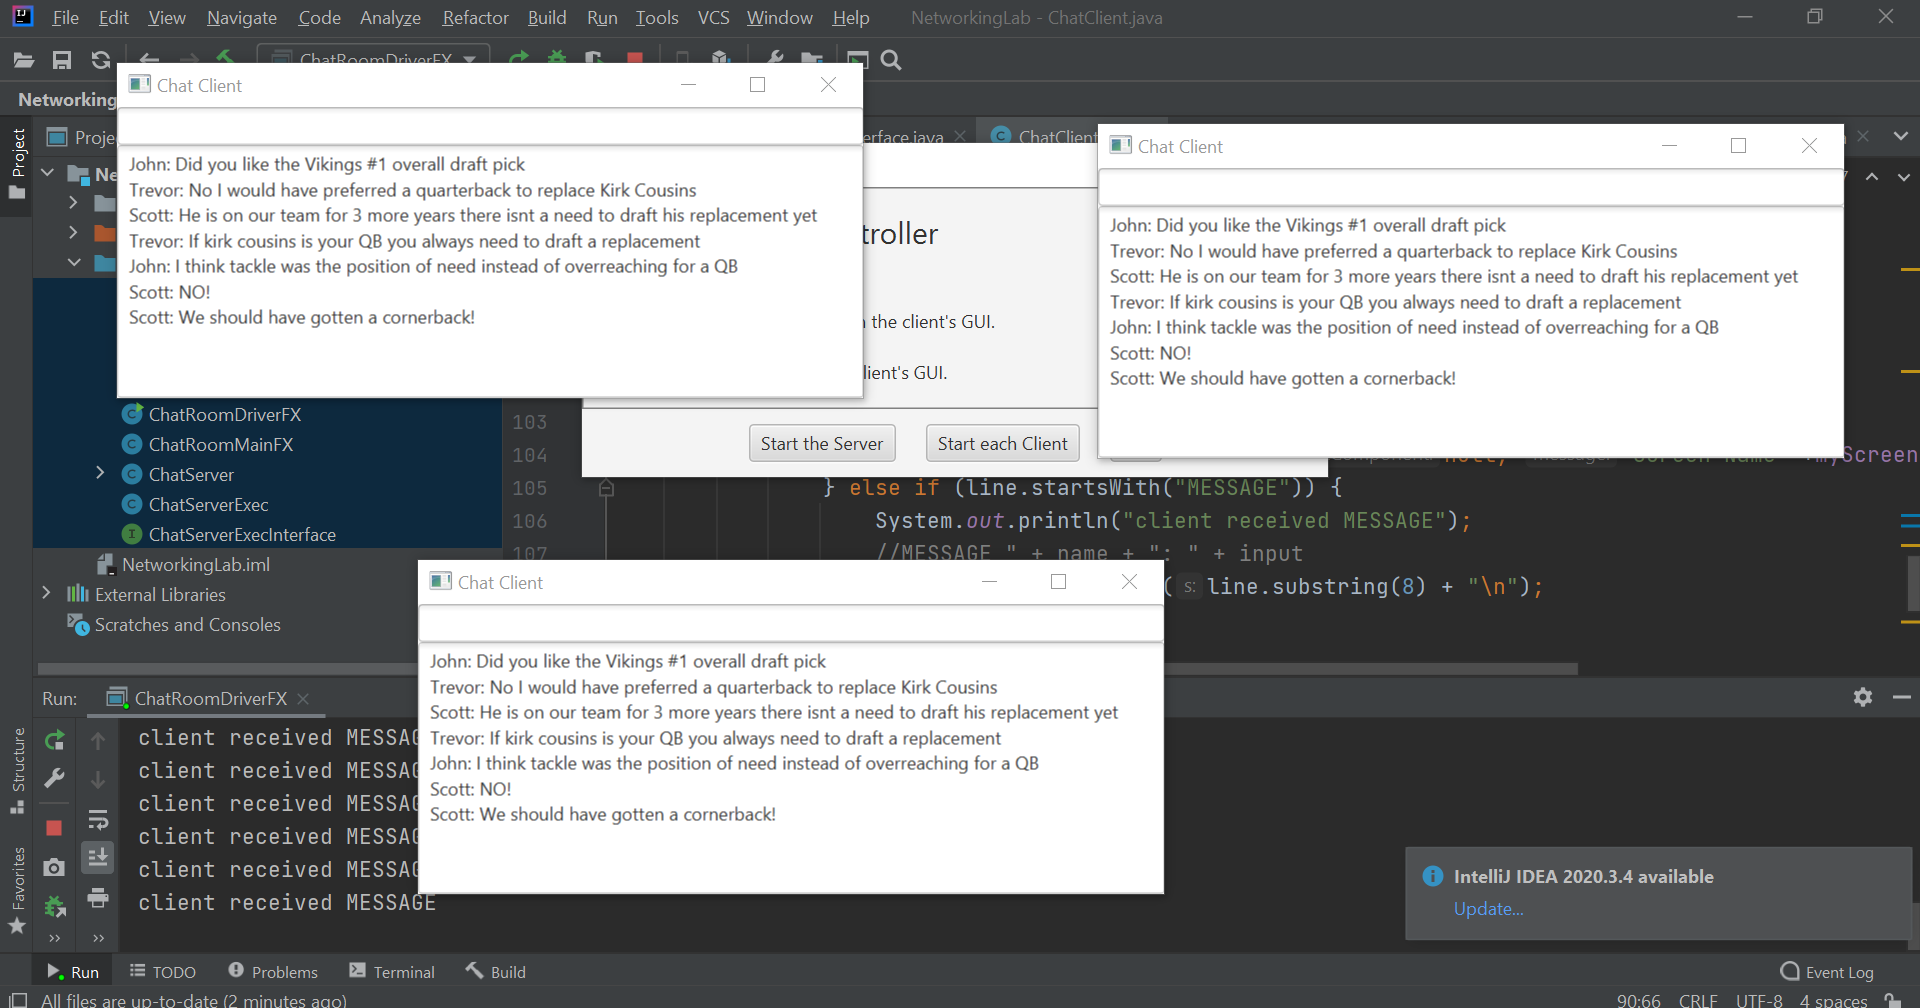 File Edit View Navigate Code Analyze Refactor Build Run Tools VCS Window Help NetworkingLab - ChatClient.java
ChatRoomDriverFX
Networking
Chat Client
John: Did you like the Vikings #1 overall draft pick
Trevor: No I would have preferred a quarterback to replace Kirk Cousins
Scott: He is on our team for 3 more years there isnt a need to draft his replacement yet
Trevor: If kirk cousins is your QB you always need to draft a replacement
John: I think tackle was the position of need instead of overreaching for a QB
Scott: NO!
Scott: We should have gotten a cornerback!
Project
Proje
Ne
erface.java
ChatClient
troller
the client's GUI.
lient's GUI.
Start the Server
Start each Client
Chat Client
John: Did you like the Vikings #1 overall draft pick
Trevor: No I would have preferred a quarterback to replace Kirk Cousins
Scott: He is on our team for 3 more years there isnt a need to draft his replacement yet
Trevor: If kirk cousins is your QB you always need to draft a replacement
John: I think tackle was the position of need instead of overreaching for a QB
Scott: NO!
Scott: We should have gotten a cornerback!
ChatRoomDriverFX
ChatRoomMainFX
ChatServer
ChatServerExec
ChatServerExecInterface
NetworkingLab.iml
External Libraries
Scratches and Consoles
103
104
105 } else if (line.startsWith("MESSAGE")) {
106 System.out.println("client received MESSAGE");
107 //MESSAGE " + name + ": " + input
( s: line.substring(8) + "\n");
Chat Client
John: Did you like the Vikings #1 overall draft pick
Trevor: No I would have preferred a quarterback to replace Kirk Cousins
Scott: He is on our team for 3 more years there isnt a need to draft his replacement yet
Trevor: If kirk cousins is your QB you always need to draft a replacement
John: I think tackle was the position of need instead of overreaching for a QB
Scott: NO!
Scott: We should have gotten a cornerback!
Run: ChatRoomDriverFX
client received MESSAG
client received MESSAG
client received MESSAG
client received MESSAG
client received MESSAG
client received MESSAGE
Structure
Favorites
IntelliJ IDEA 2020.3.4 available
Update...
Run TODO Problems Terminal Build Event Log
All files are up-to-date (2 minutes ago) 90:66 CRLF UTF-8 4 spaces